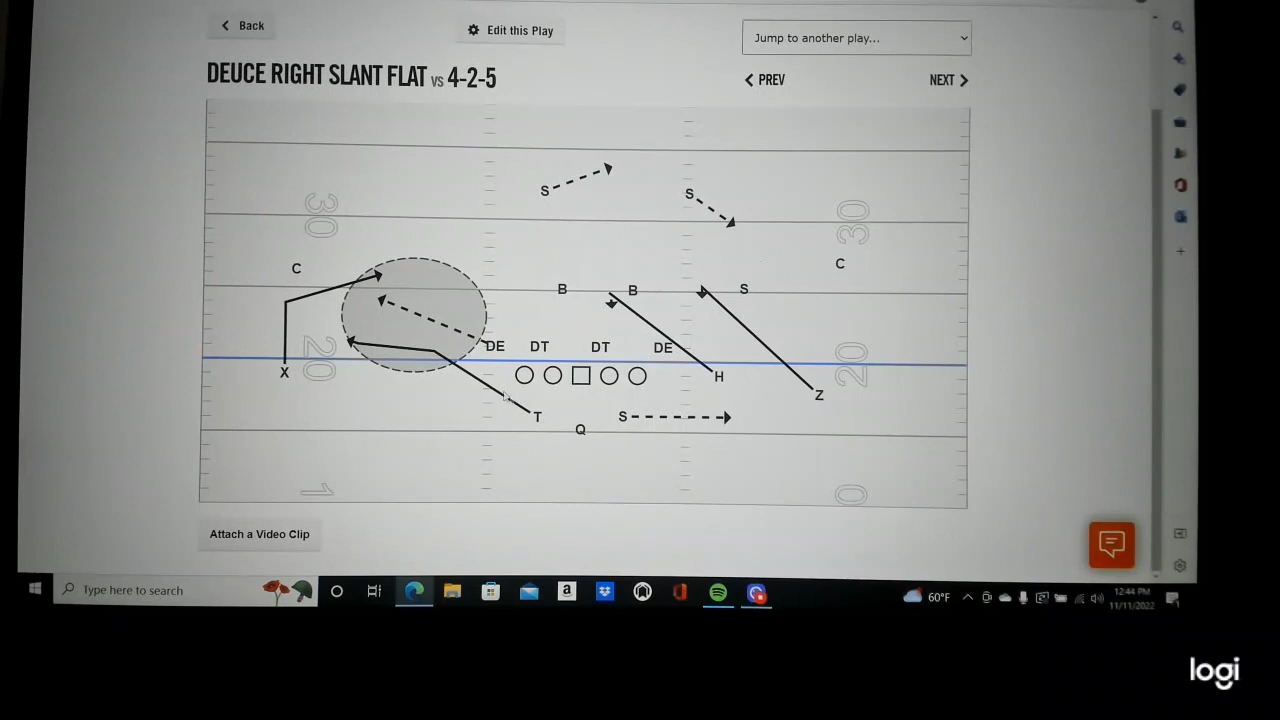 Back
Edit this Play
Jump to another play...
DEUCE RIGHT SLANT FLAT VS 4-2-5
PREV
NEXT
S
S
30
30
C
C
B
B
S
DE
DT
DT
DE
20
20
X
H
Z
T
S
Q
1
0
Attach a Video Clip
Type here to search
a
60°F
12:44 PM
11/11/2022
logi